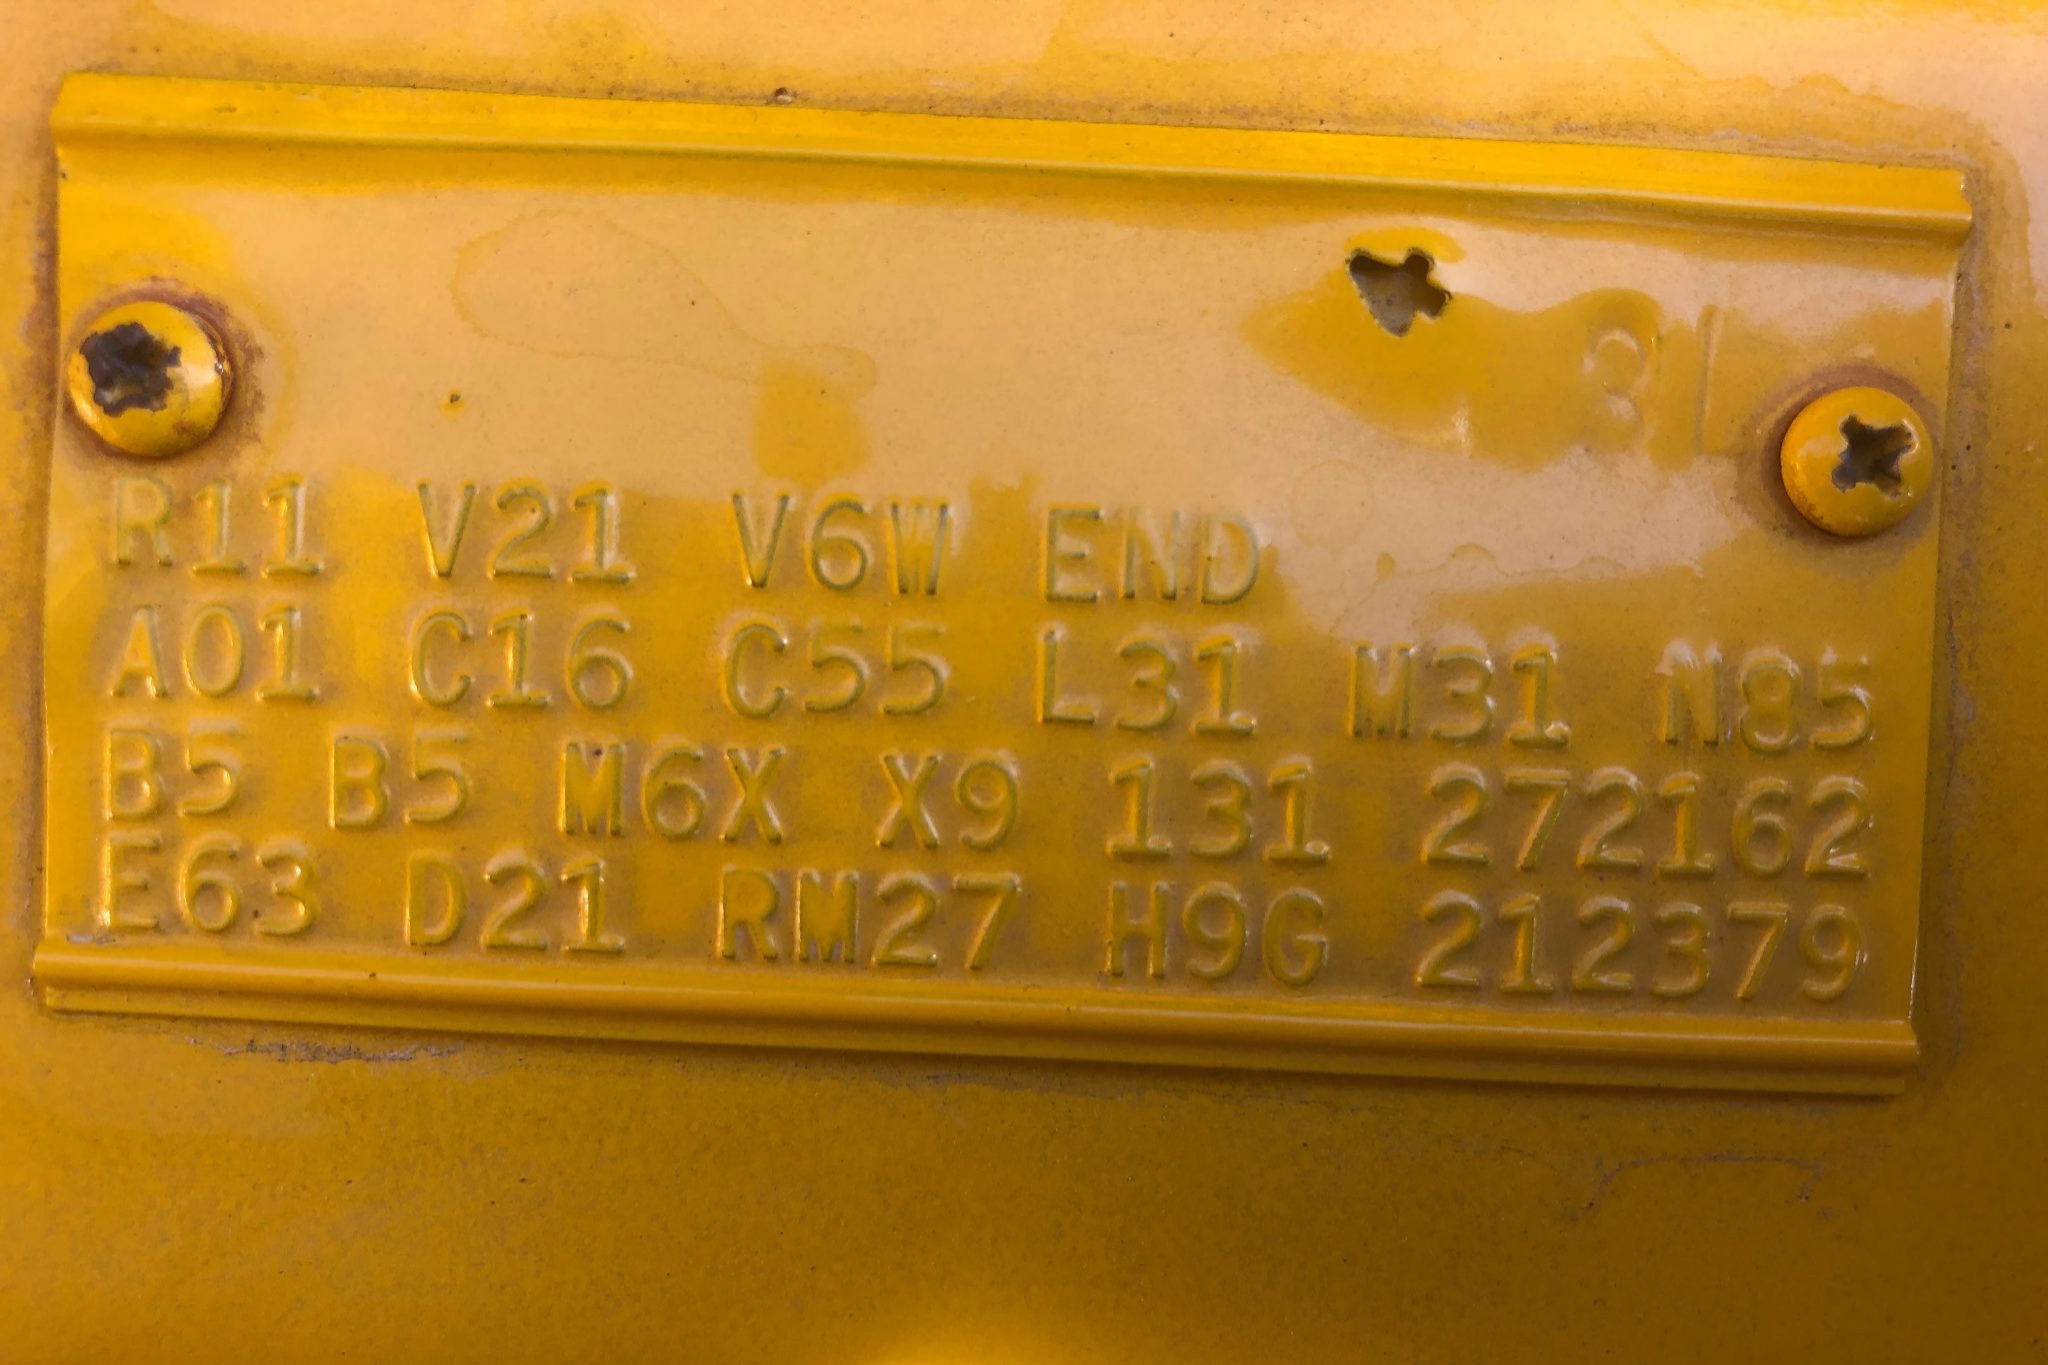 R11 V21 V6W END
A01 C16 C55 L31 M31 N85
B5 B5 M6X X9 131 272162
E63 D21 RM27 H9G 212379